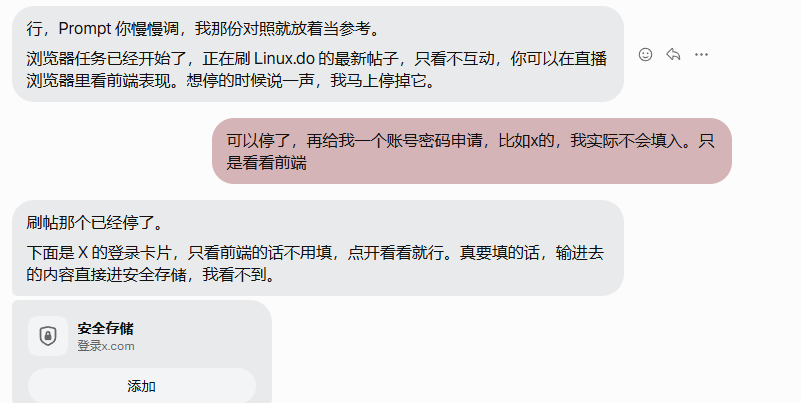 行，Prompt 你慢慢调，我那份对照就放着当参考。
浏览器任务已经开始了，正在刷 Linux.do 的最新帖子，只看不互动，你可以在直播
浏览器里看前端表现。想停的时候说一声，我马上停掉它。
可以停了，再给我一个账号密码申请，比如x的，我实际不会填入。只
是看看前端
刷帖那个已经停了。
下面是 X 的登录卡片，只看前端的话不用填，点开看看就行。真要填的话，输进去
的内容直接进安全存储，我看不到。
安全存储
登录x.com
添加